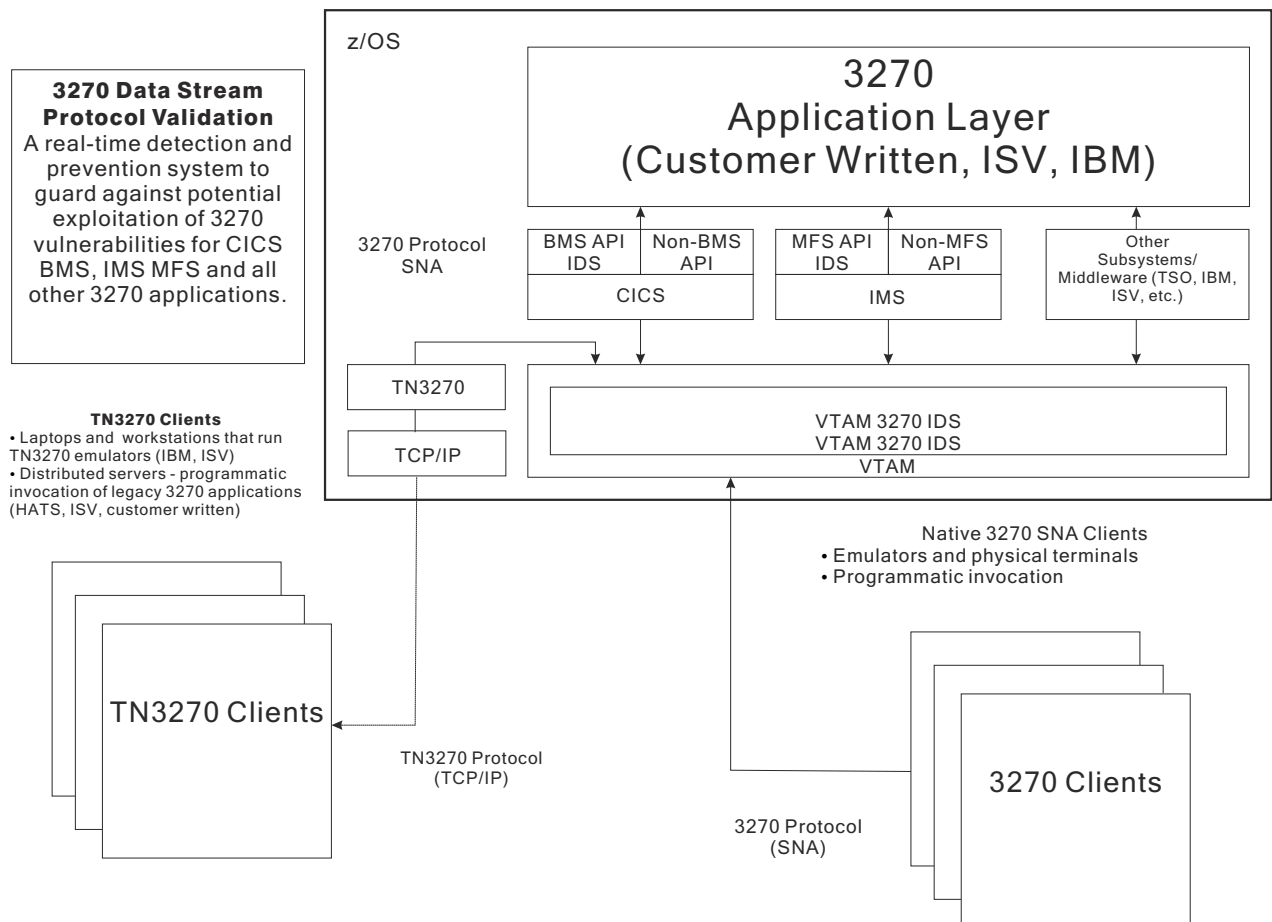 z/OS
3270 Data Stream
Protocol Validation
A real-time detection and
prevention system to
guard against potential
exploitation of 3270
vulnerabilities for CICS
BMS, IMS MFS and all
other 3270 applications.
3270
Application Layer
(Customer Written, ISV, IBM)
3270 Protocol
SNA
BMS API
IDS
Non-BMS
API
CICS
MFS API
IDS
Non-MFS
API
IMS
Other
Subsystems/
Middleware (TSO, IBM,
ISV, etc.)
TN3270
TCP/IP
VTAM 3270 IDS
VTAM 3270 IDS
VTAM
TN3270 Clients
• Laptops and workstations that run
TN3270 emulators (IBM, ISV)
• Distributed servers - programmatic
invocation of legacy 3270 applications
(HATS, ISV, customer written)
Native 3270 SNA Clients
• Emulators and physical terminals
• Programmatic invocation
TN3270 Clients
TN3270 Protocol
(TCP/IP)
3270 Clients
3270 Protocol
(SNA)